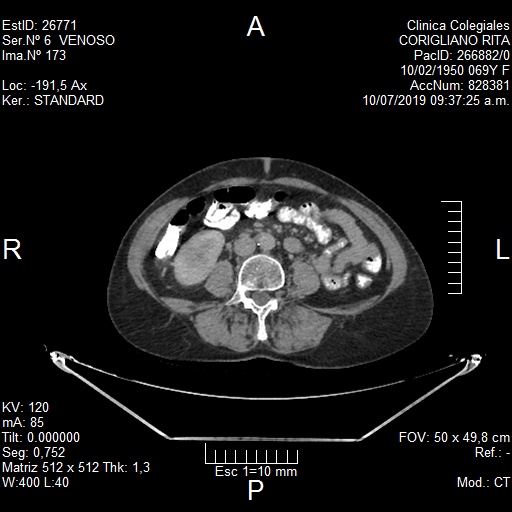 EstID: 26771
Ser.Nº 6 VENOSO
Ima.Nº 173
Loc: -191,5 Ax
Ker.: STANDARD
A
Clinica Colegiales
CORIGLIANO RITA
PacID: 266882/0
10/02/1950 069Y F
AccNum: 828381
10/07/2019 09:37:25 a.m.
R
L
KV: 120
mA: 85
Tilt: 0.000000
Seg: 0,752
Matriz 512 x 512 Thk: 1,3
W:400 L:40
Esc 1=10 mm
P
FOV: 50 x 49,8 cm
Ref.: -
Mod.: CT